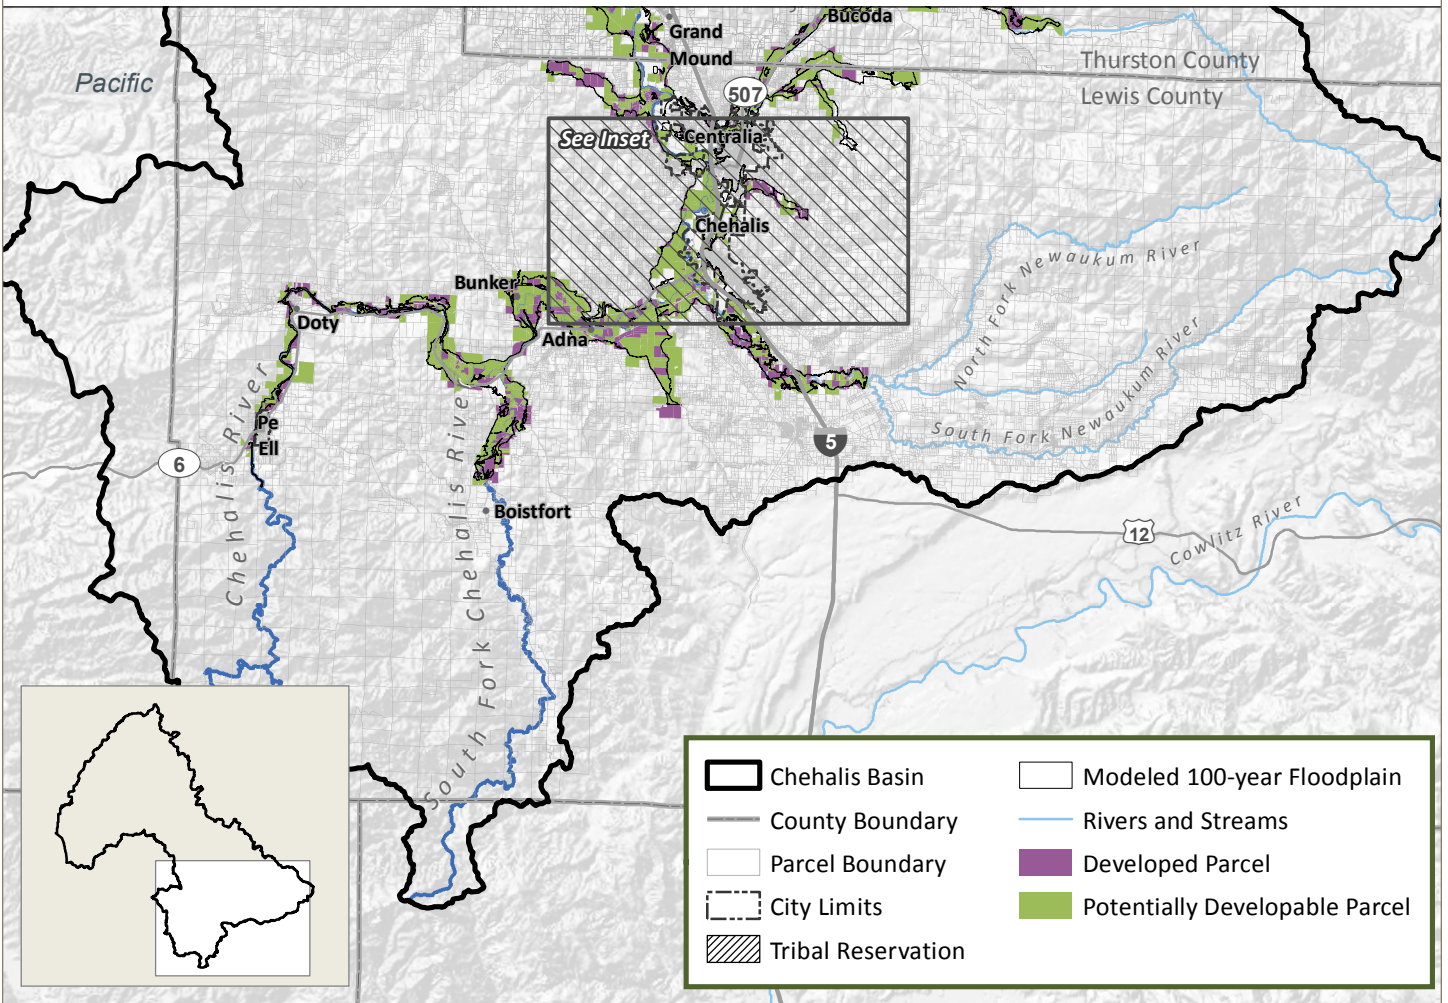 Bucoda
Grand
Mound
Thurston County
Lewis County
Pacific
507
See Inset
Centralia
Chehalis
North Fork Newaukum River
Bunker
Doty
Adna
South Fork Newaukum River
Pe
Ell
5
6
Chehalis River
South Fork Chehalis River
Boistfort
12
Cowlitz River
Chehalis Basin
County Boundary
Parcel Boundary
City Limits
Tribal Reservation
Modeled 100-year Floodplain
Rivers and Streams
Developed Parcel
Potentially Developable Parcel